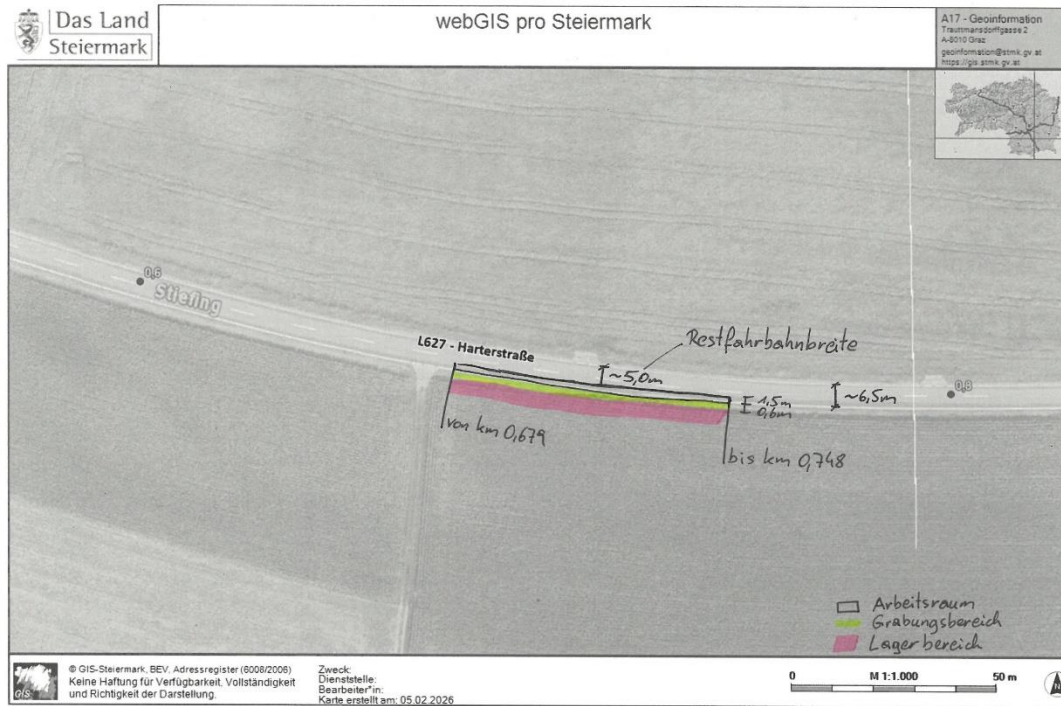 Das Land
Steiermark
webGIS pro Steiermark
A17 - Geoinformation
Trauttmansdorffgasse 2
A-8010 Graz
geoinformation@stmk.gv.at
https://gis.stmk.gv.at
0,6
Stiefing
L627 - Harterstraße
Restfahrbahnbreite
~5,0m
1,5m
0,6m
~6,5m
0,8
von km 0,679
bis km 0,748
Arbeitsraum
Grabungsbereich
Lagerbereich
GIS
© GIS-Steiermark, BEV, Adressregister (6008/2006)
Keine Haftung für Verfügbarkeit, Vollständigkeit
und Richtigkeit der Darstellung.
Zweck:
Dienststelle:
Bearbeiter*in:
Karte erstellt am: 05.02.2026
0 M 1:1.000 50 m
N